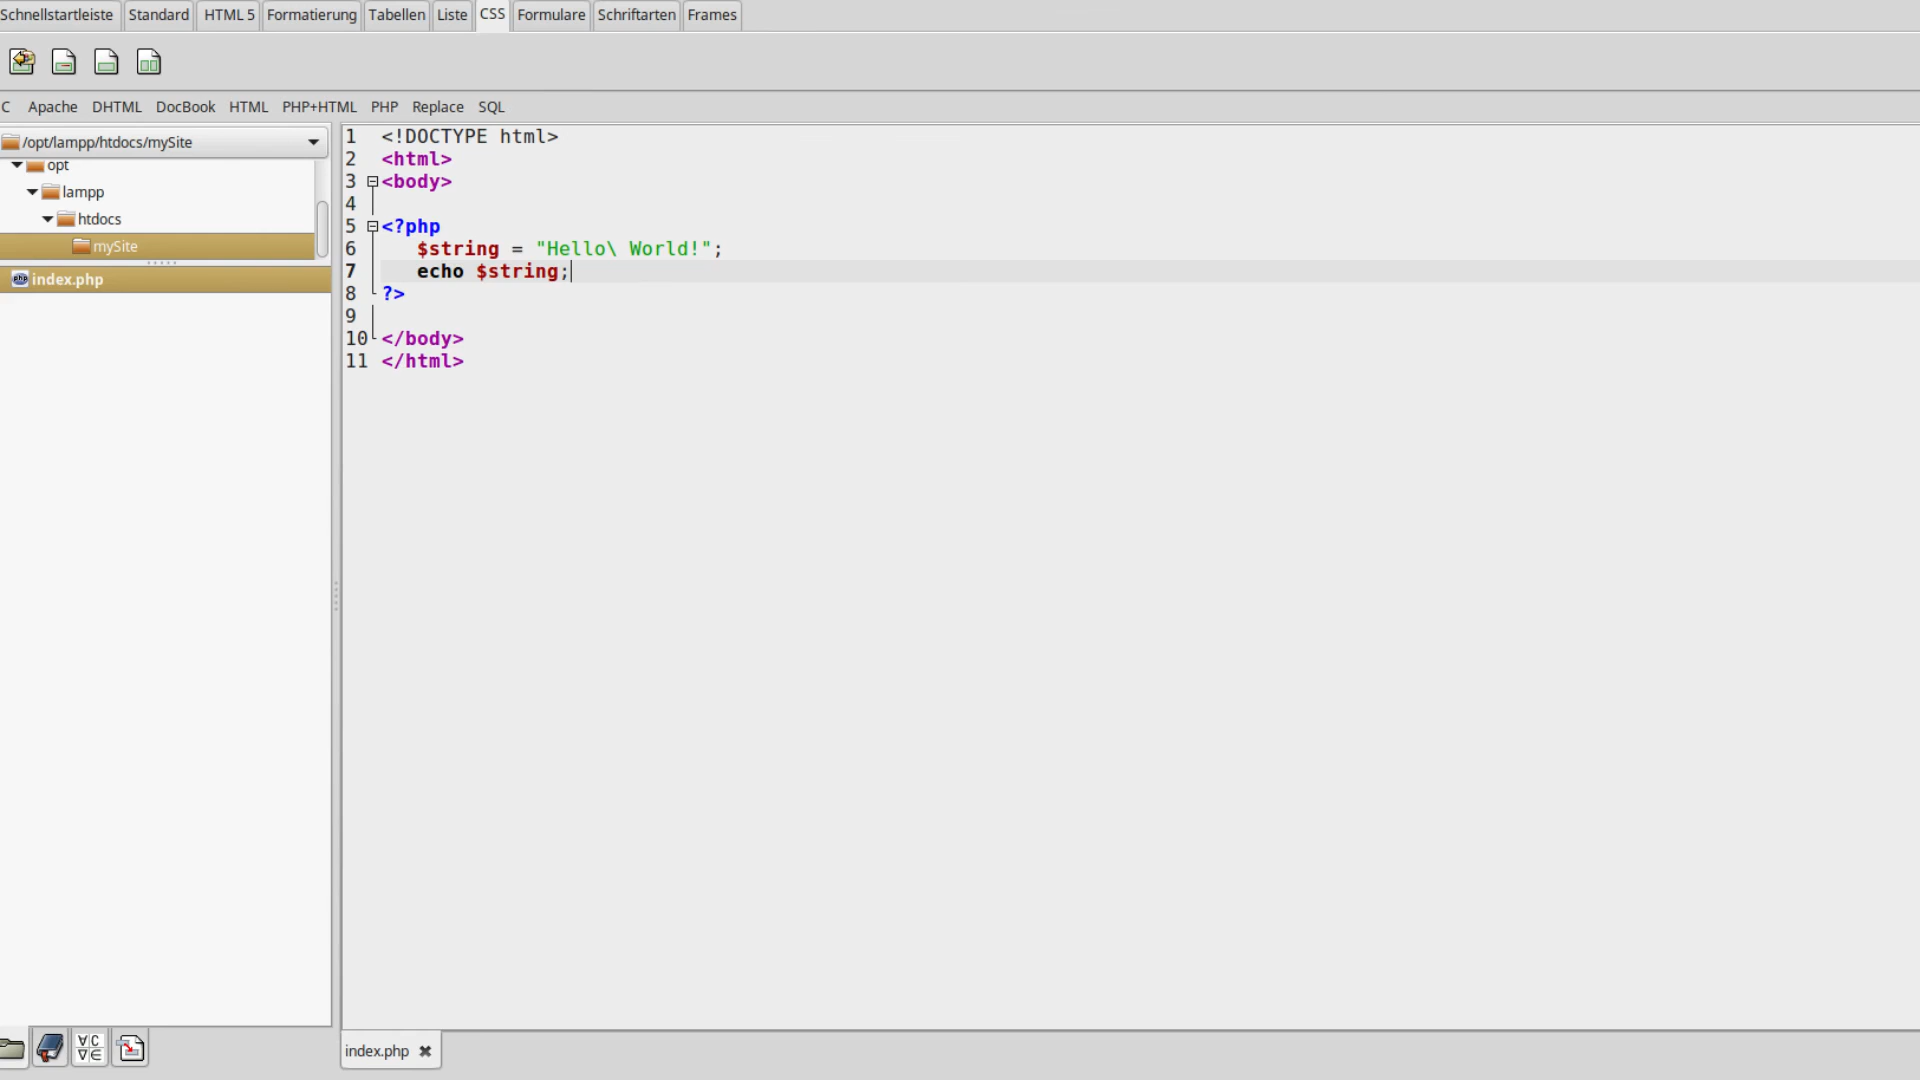 Schnellstartleiste Standard HTML 5 Formatierung Tabellen Liste CSS Formulare Schriftarten Frames
C Apache DHTML DocBook HTML PHP+HTML PHP Replace SQL
/opt/lampp/htdocs/mySite
opt
lampp
htdocs
mySite
php index.php
1 <!DOCTYPE html>
2 <html>
3 <body>
4
5 <?php
6 $string = "Hello\ World!";
7 echo $string;
8 ?>
9
10 </body>
11 </html>
∀C
∇∈
index.php